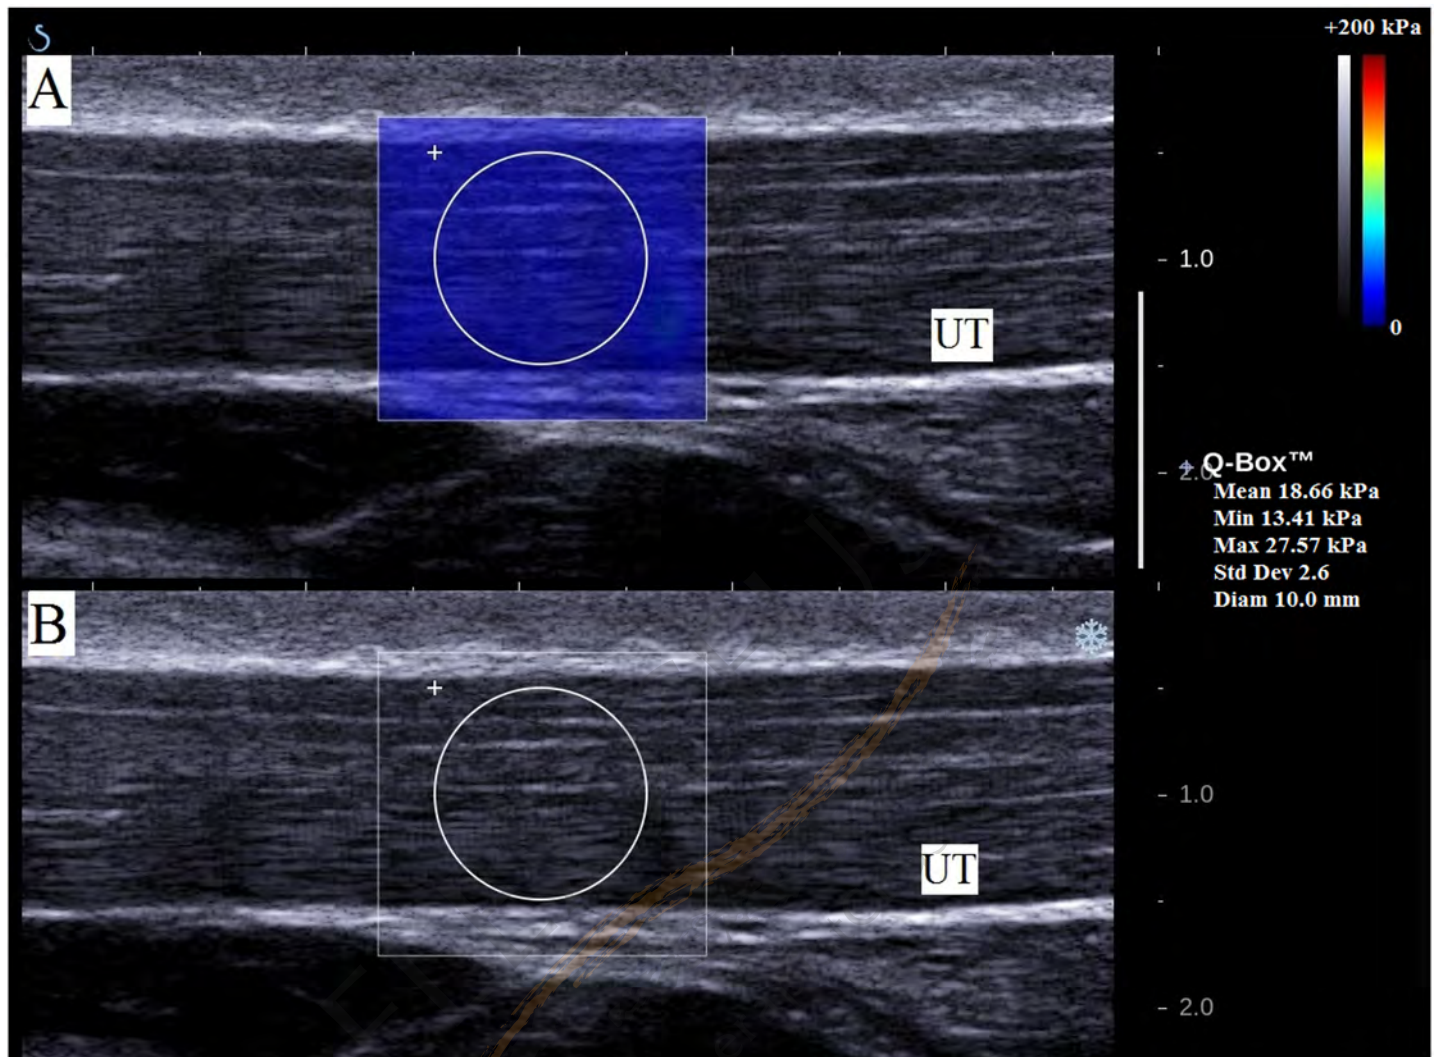 +200 kPa
A
1.0
UT
0
Q-Box™
2.0
Mean 18.66 kPa
Min 13.41 kPa
Max 27.57 kPa
Std Dev 2.6
Diam 10.0 mm
B
1.0
UT
2.0